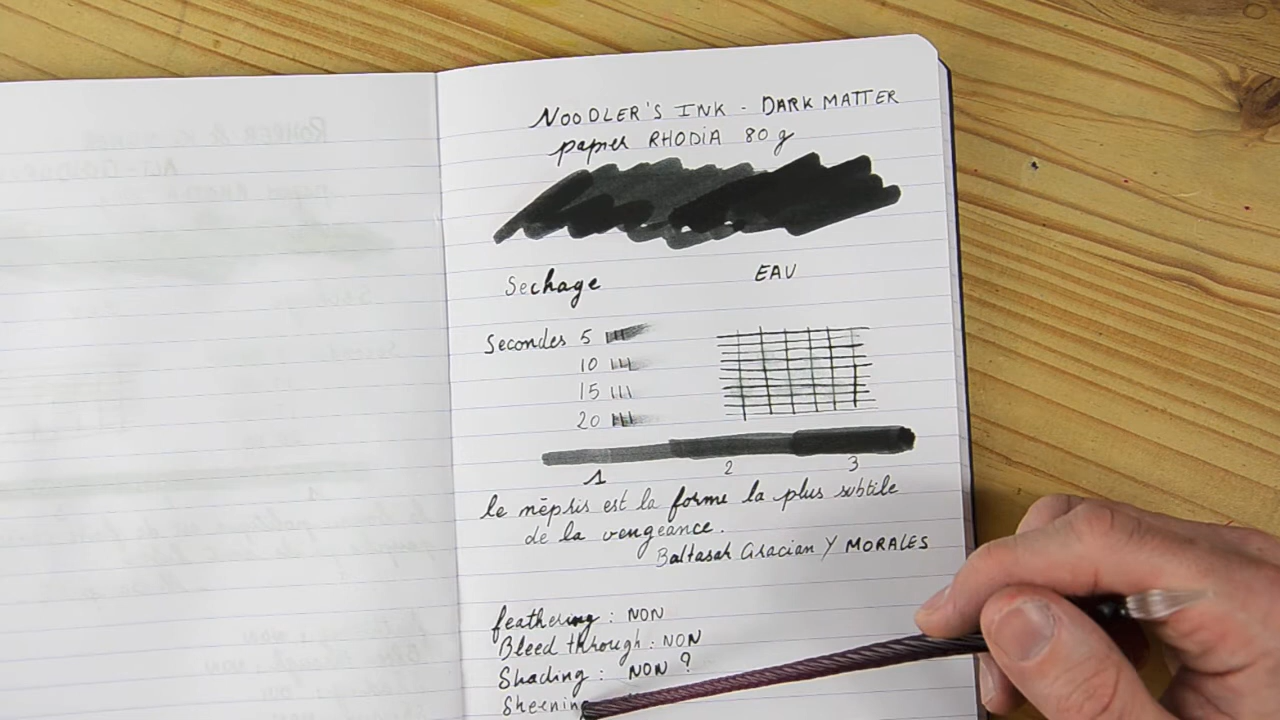 NOODLER'S INK - DARK MATTER
papier RHODIA 80 g
Sechage
EAU
Secondes 5
10
15
20
1 2 3
le mépris est la forme la plus subtile
de la vengeance.
Baltasar Gracian Y MORALES
feathering : NON
Bleed through : NON
Shading : NON ?
Sheening